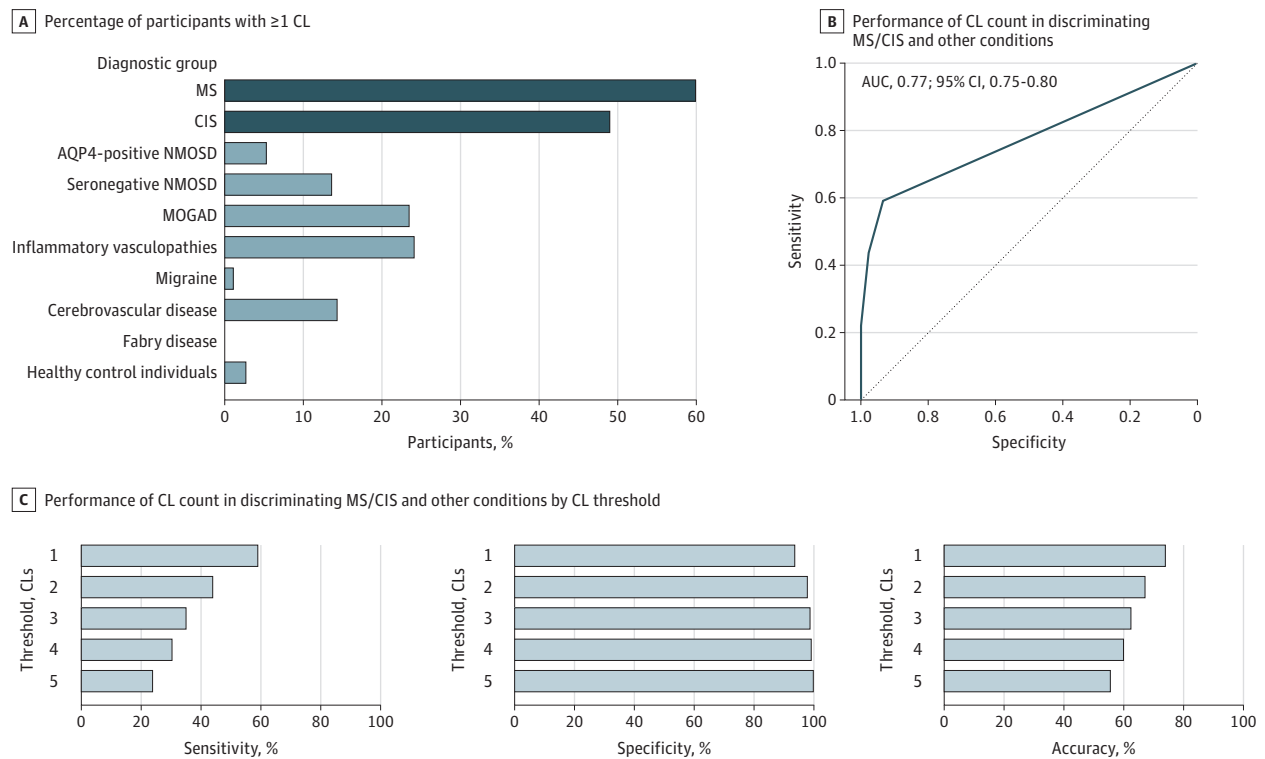 A Percentage of participants with ≥1 CL
Diagnostic group
MS
CIS
AQP4-positive NMOSD
Seronegative NMOSD
MOGAD
Inflammatory vasculopathies
Migraine
Cerebrovascular disease
Fabry disease
Healthy control individuals
0 10 20 30 40 50 60
Participants, %
B Performance of CL count in discriminating
MS/CIS and other conditions
AUC, 0.77; 95% CI, 0.75-0.80
Sensitivity
1.0
0.8
0.6
0.4
0.2
0
1.0 0.8 0.6 0.4 0.2 0
Specificity
C Performance of CL count in discriminating MS/CIS and other conditions by CL threshold
Threshold, CLs
1
2
3
4
5
0 20 40 60 80 100
Sensitivity, %
Threshold, CLs
1
2
3
4
5
0 20 40 60 80 100
Specificity, %
Threshold, CLs
1
2
3
4
5
0 20 40 60 80 100
Accuracy, %